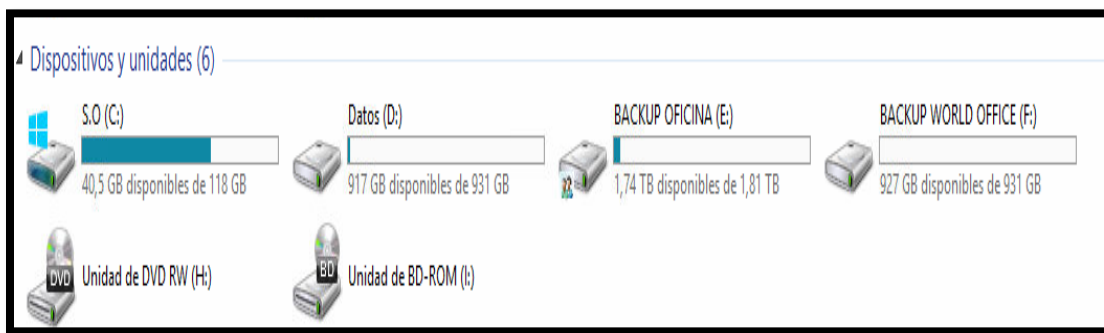 Dispositivos y unidades (6)
S.O (C:)
40,5 GB disponibles de 118 GB
Datos (D:)
917 GB disponibles de 931 GB
BACKUP OFICINA (E:)
1,74 TB disponibles de 1,81 TB
BACKUP WORLD OFFICE (F:)
927 GB disponibles de 931 GB
DVD
Unidad de DVD RW (H:)
BD
Unidad de BD-ROM (I:)